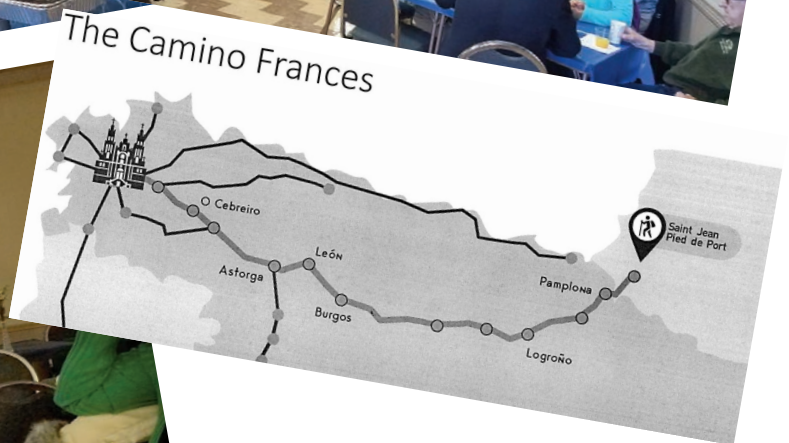 The Camino Frances
O Cebreiro
León
Astorga
Burgos
Logroño
Pamplona
Saint Jean
Pied de Port